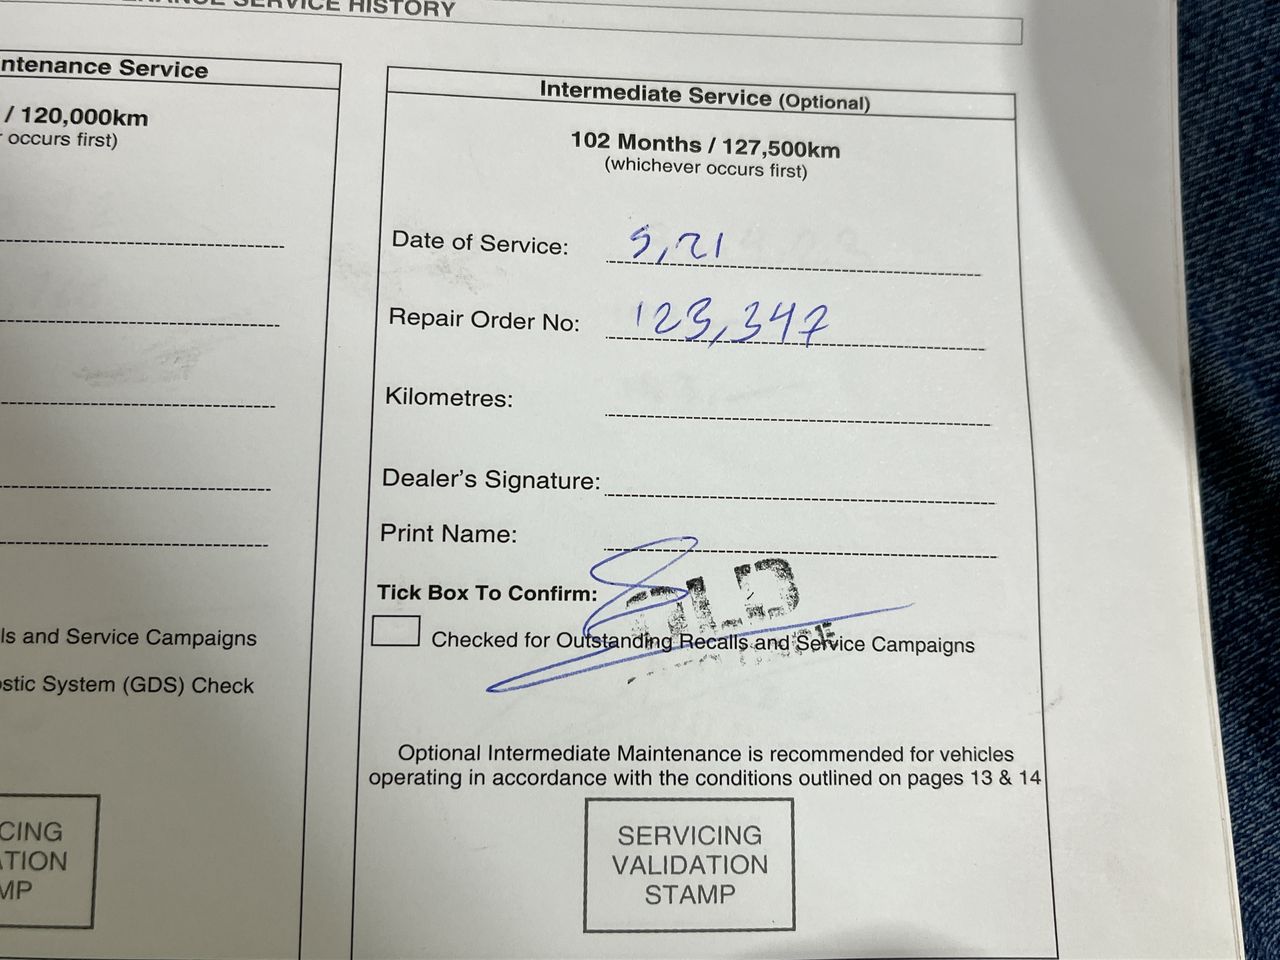 SERVICE HISTORY
ntenance Service
/ 120,000km
occurs first)
ls and Service Campaigns
ostic System (GDS) Check
CING
ATION
MP
Intermediate Service (Optional)
102 Months / 127,500km
(whichever occurs first)
Date of Service: 5,21
Repair Order No: 123,347
Kilometres:
Dealer's Signature:
Print Name:
Tick Box To Confirm:
Checked for Outstanding Recalls and Service Campaigns
Optional Intermediate Maintenance is recommended for vehicles
operating in accordance with the conditions outlined on pages 13 & 14
SERVICING
VALIDATION
STAMP